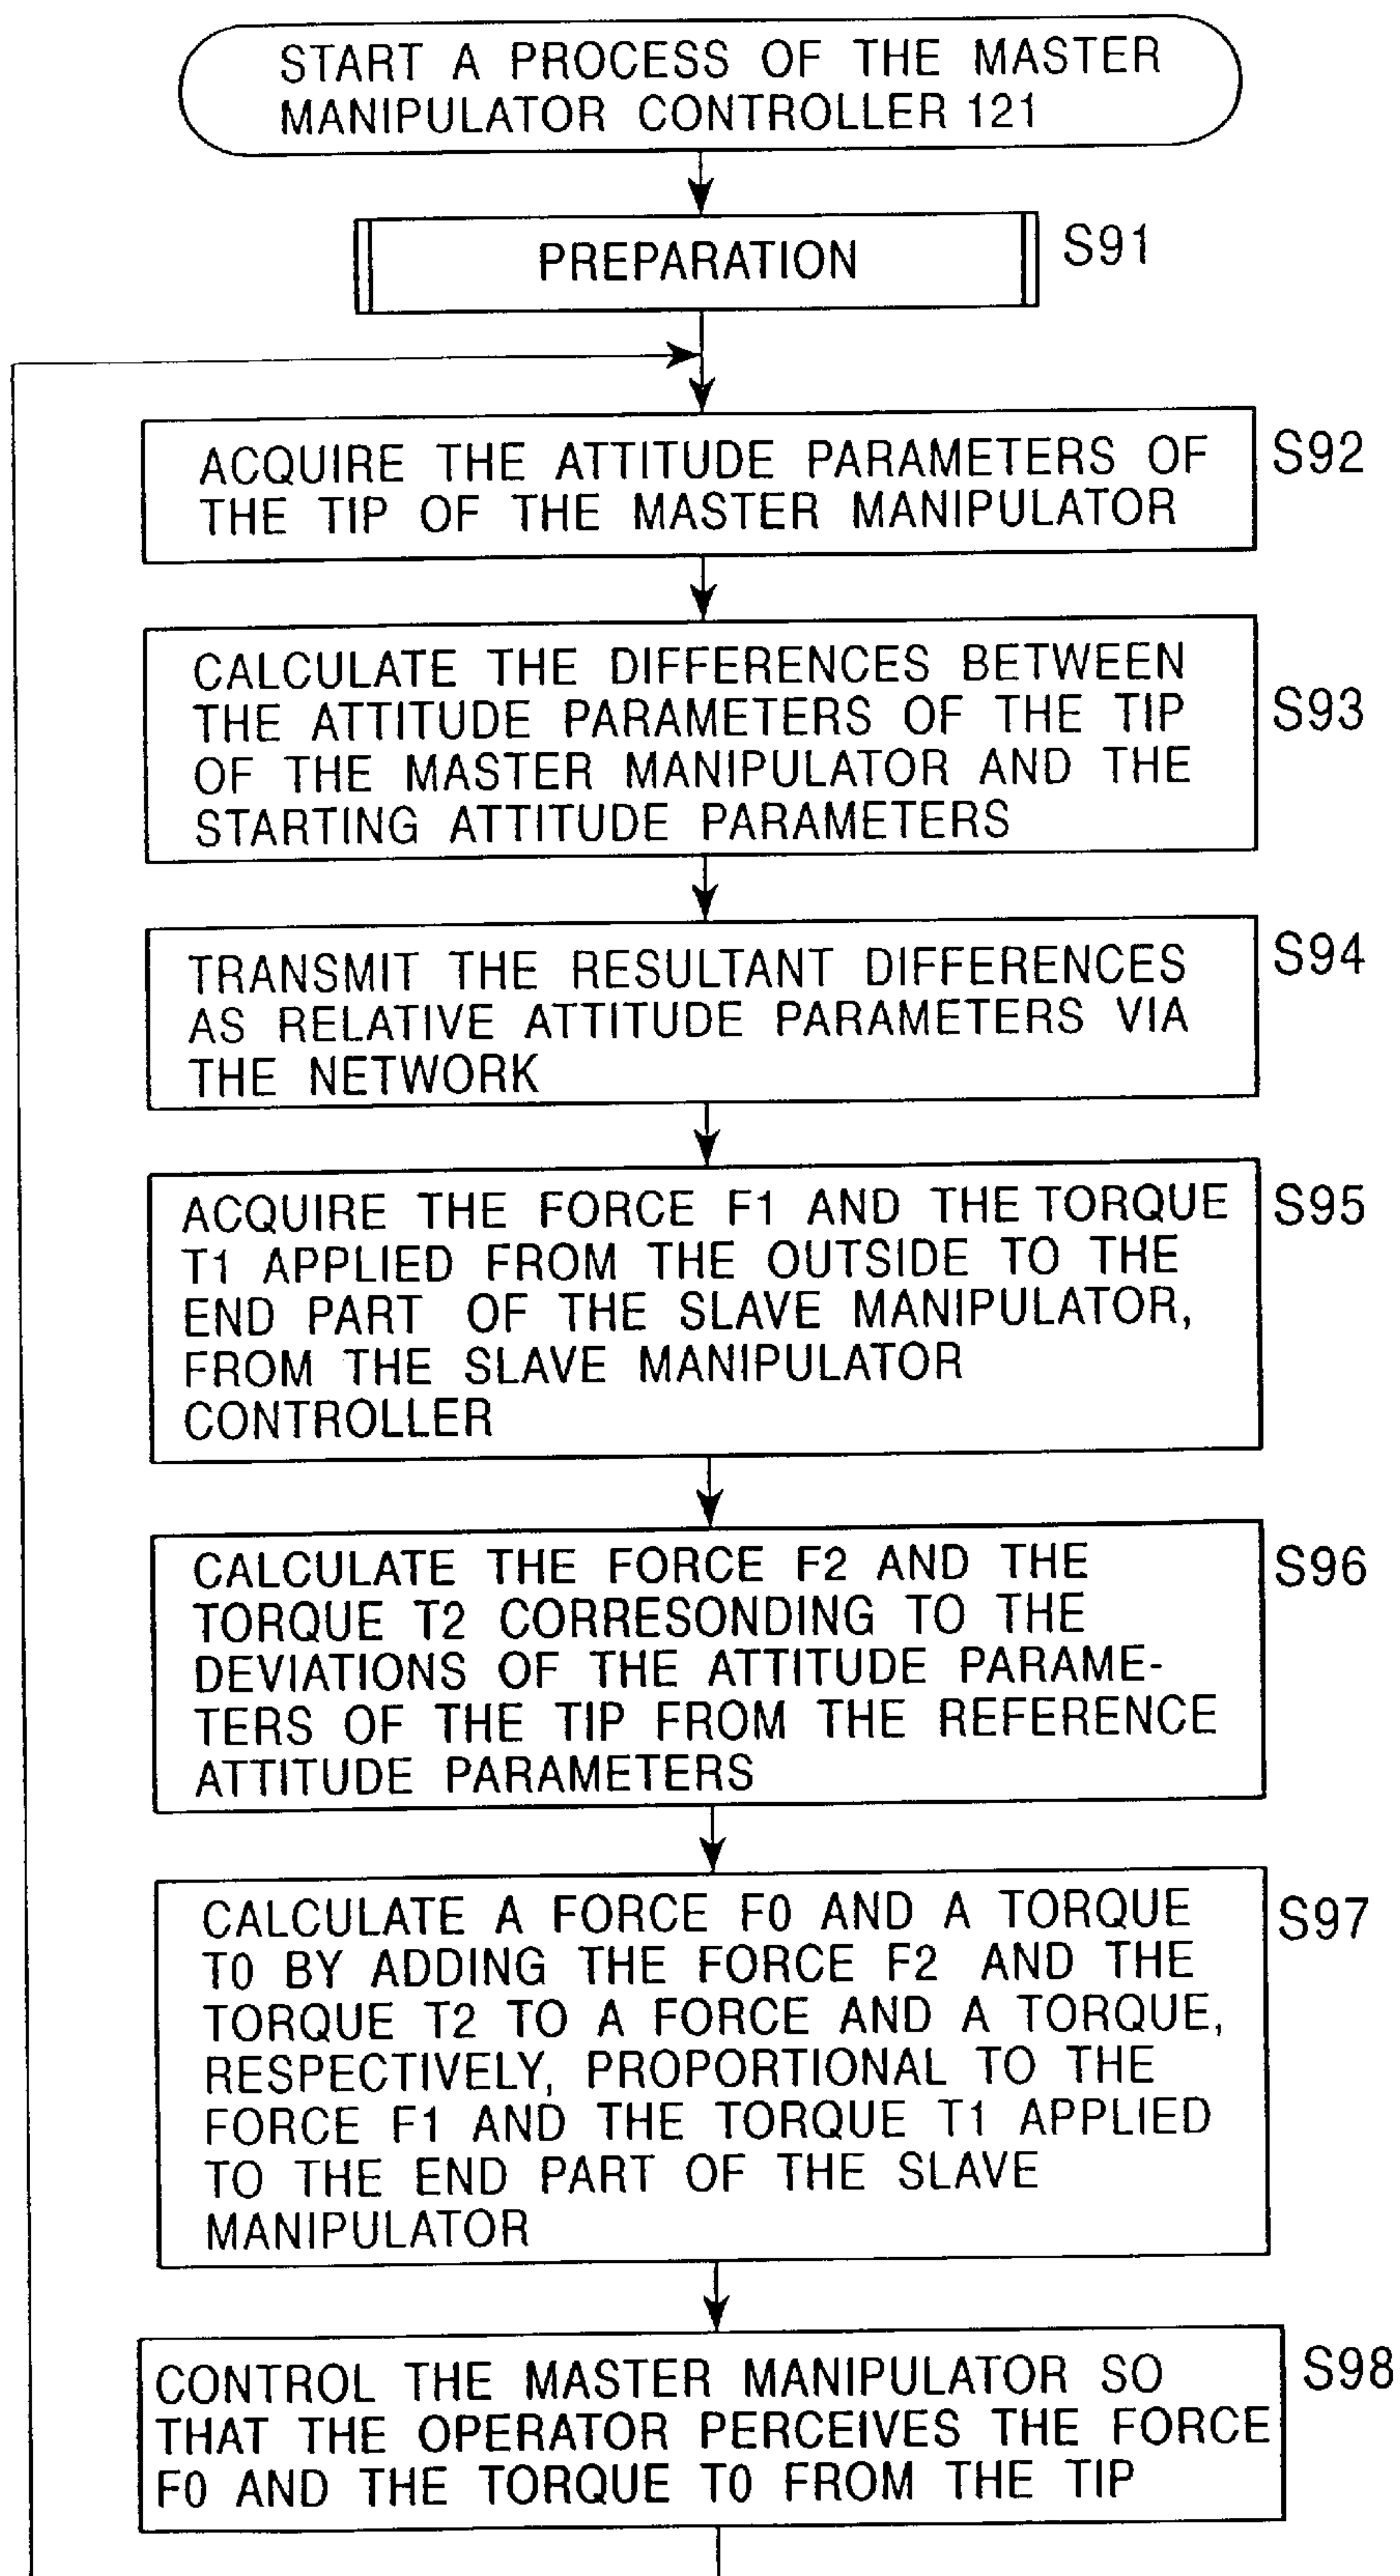 START A PROCESS OF THE MASTER
MANIPULATOR CONTROLLER 121
PREPARATION
S91
ACQUIRE THE ATTITUDE PARAMETERS OF
THE TIP OF THE MASTER MANIPULATOR
S92
CALCULATE THE DIFFERENCES BETWEEN
THE ATTITUDE PARAMETERS OF THE TIP
OF THE MASTER MANIPULATOR AND THE
STARTING ATTITUDE PARAMETERS
S93
TRANSMIT THE RESULTANT DIFFERENCES
AS RELATIVE ATTITUDE PARAMETERS VIA
THE NETWORK
S94
ACQUIRE THE FORCE F1 AND THE TORQUE
T1 APPLIED FROM THE OUTSIDE TO THE
END PART OF THE SLAVE MANIPULATOR,
FROM THE SLAVE MANIPULATOR
CONTROLLER
S95
CALCULATE THE FORCE F2 AND THE
TORQUE T2 CORRESONDING TO THE
DEVIATIONS OF THE ATTITUDE PARAME-
TERS OF THE TIP FROM THE REFERENCE
ATTITUDE PARAMETERS
S96
CALCULATE A FORCE F0 AND A TORQUE
T0 BY ADDING THE FORCE F2 AND THE
TORQUE T2 TO A FORCE AND A TORQUE,
RESPECTIVELY, PROPORTIONAL TO THE
FORCE F1 AND THE TORQUE T1 APPLIED
TO THE END PART OF THE SLAVE
MANIPULATOR
S97
CONTROL THE MASTER MANIPULATOR SO
THAT THE OPERATOR PERCEIVES THE FORCE
F0 AND THE TORQUE T0 FROM THE TIP
S98